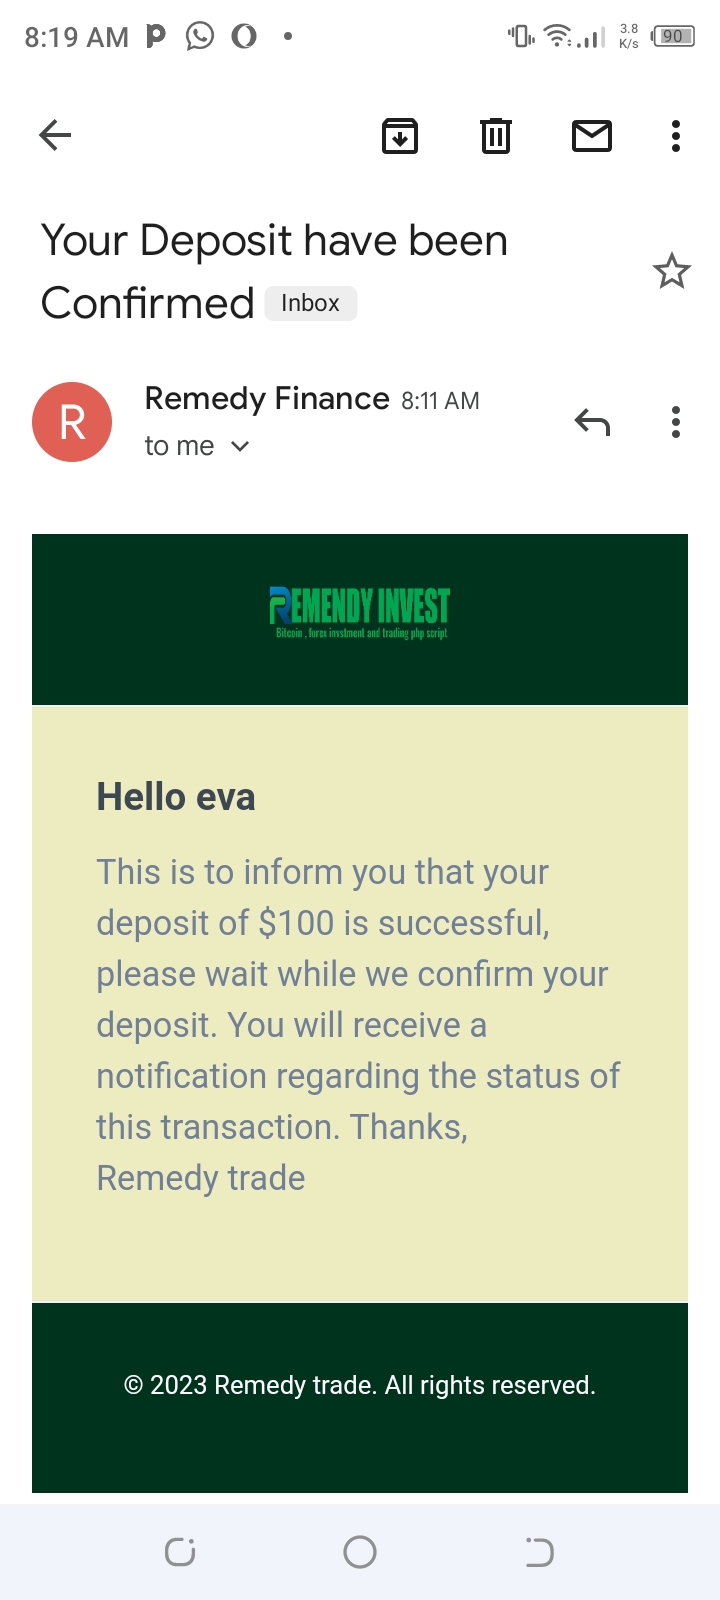 8:19 AM
3.8
K/s
90
Your Deposit have been
Confirmed Inbox
R
Remedy Finance 8:11 AM
to me
REMENDY INVEST
Bitcoin , forex invstment and trading php script
Hello eva
This is to inform you that your
deposit of $100 is successful,
please wait while we confirm your
deposit. You will receive a
notification regarding the status of
this transaction. Thanks,
Remedy trade
© 2023 Remedy trade. All rights reserved.